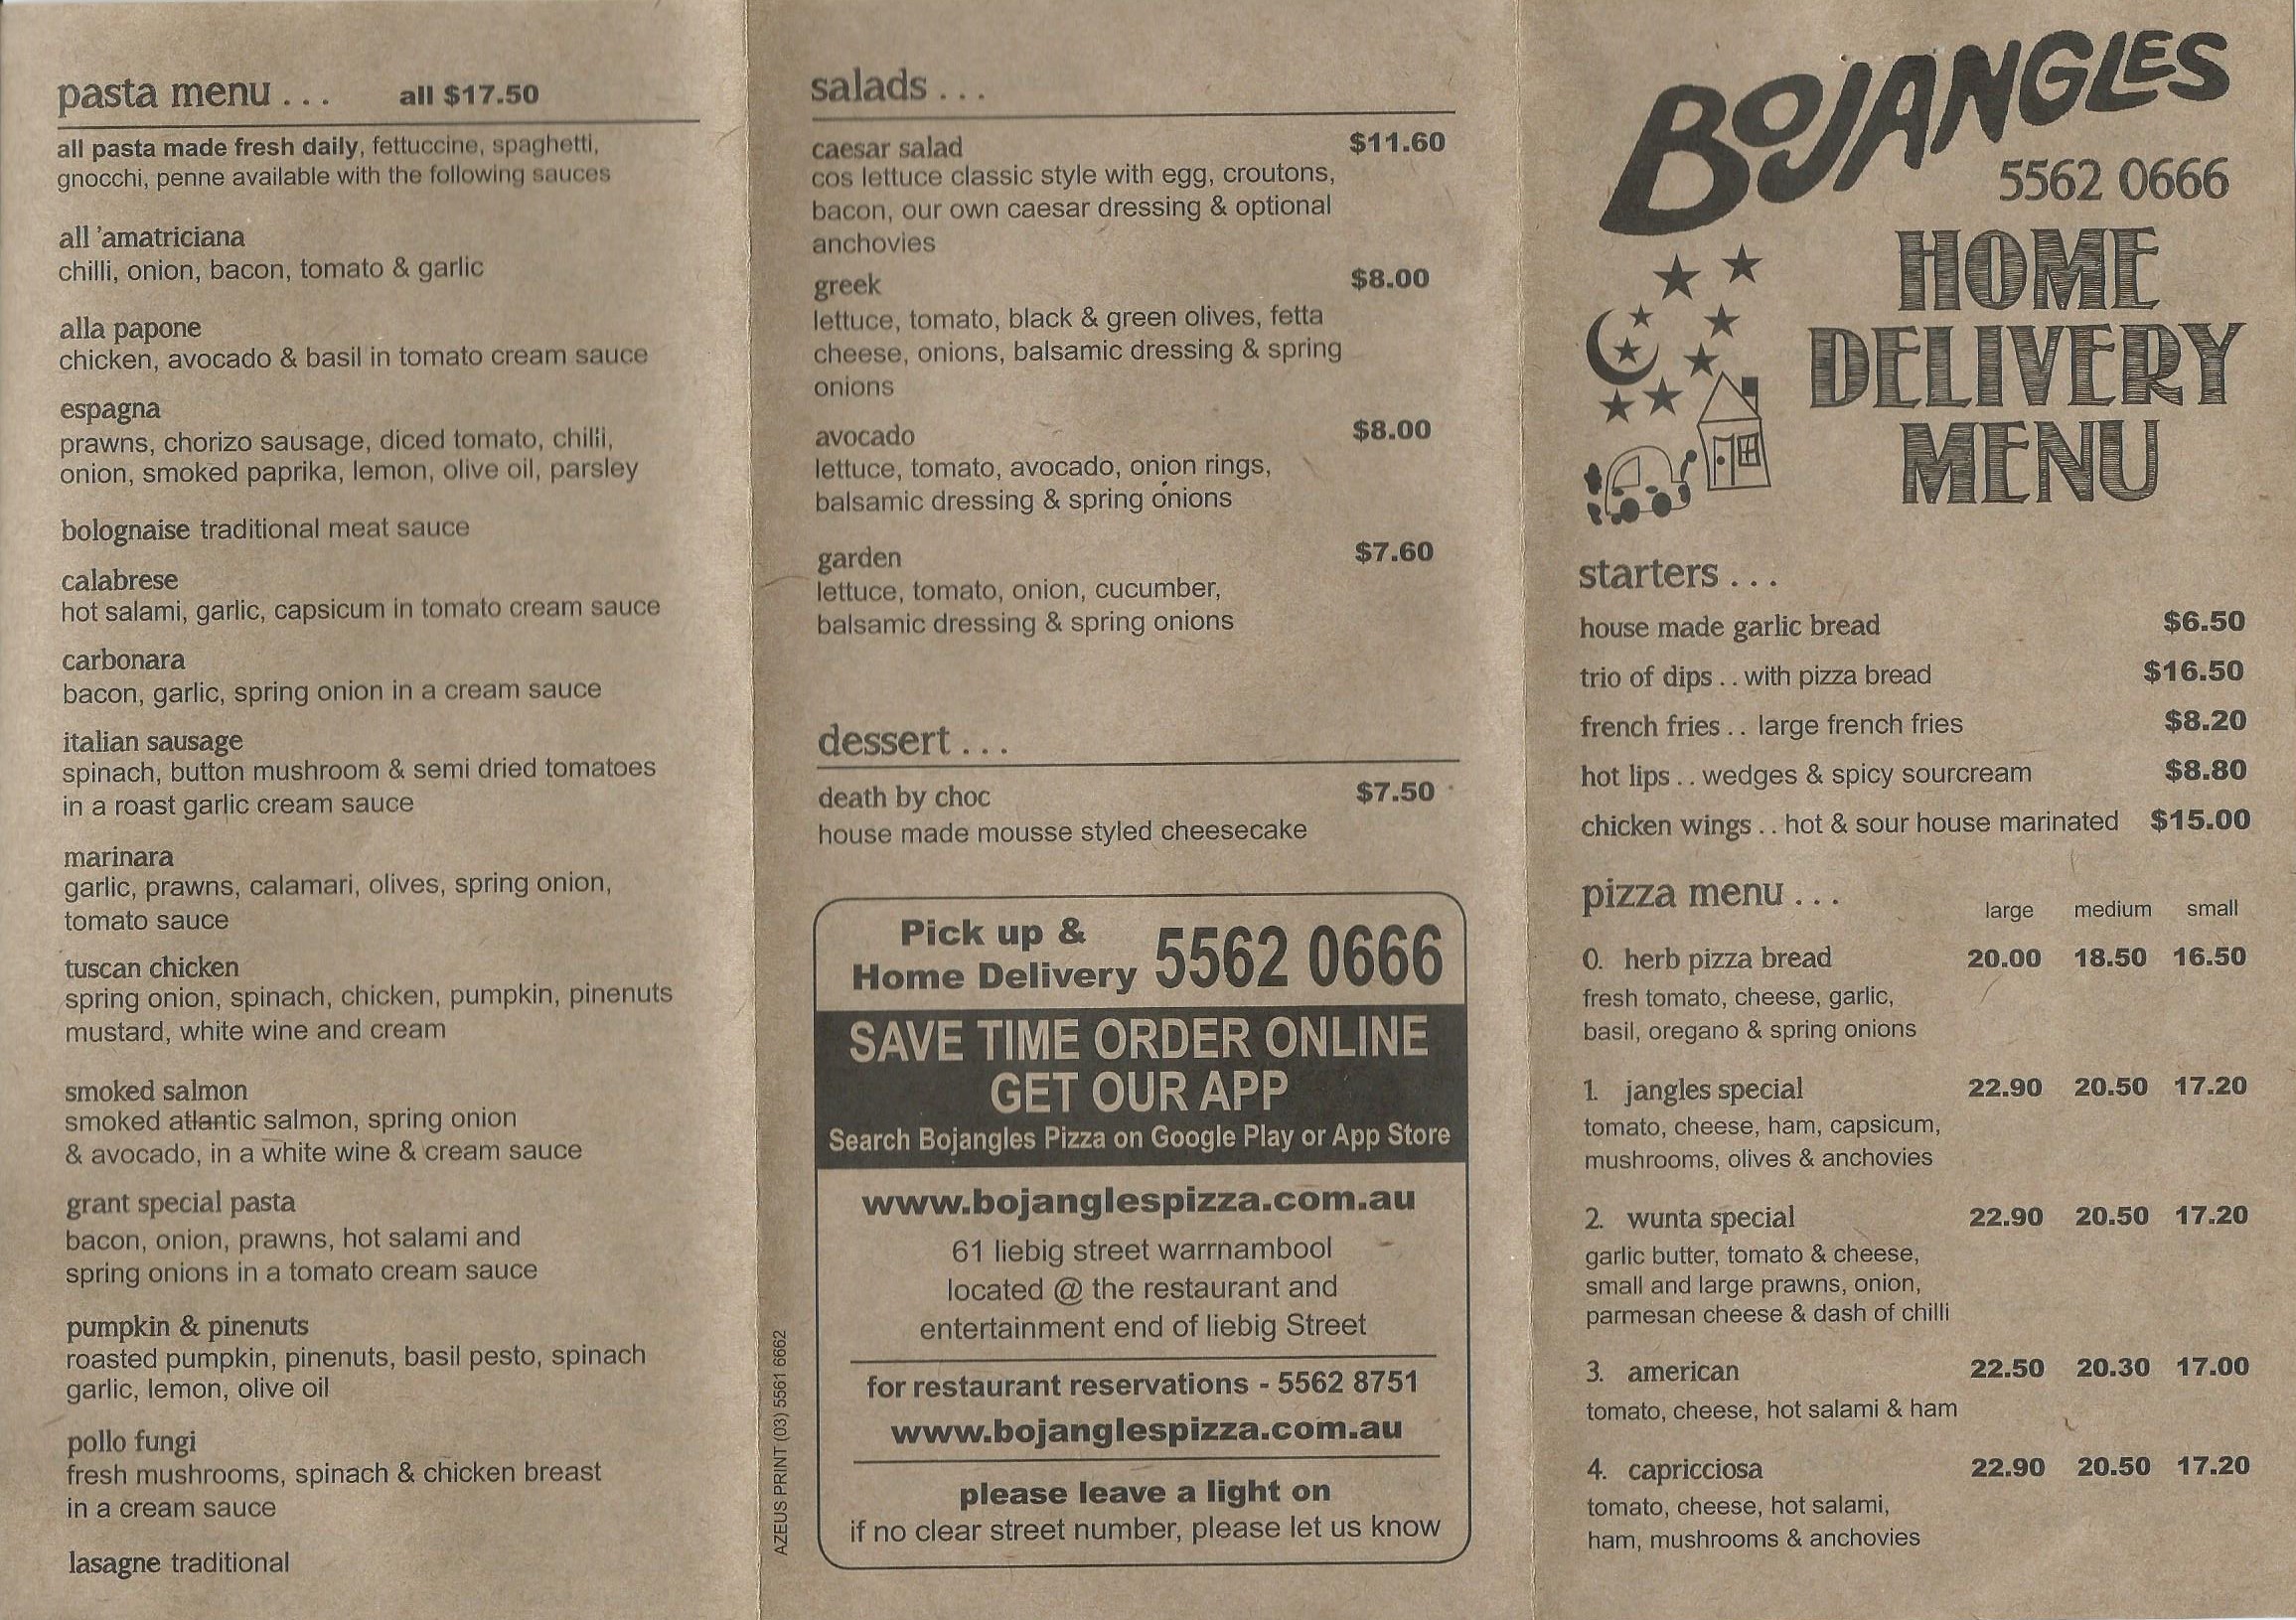 pasta menu . . . all $17.50
all pasta made fresh daily, fettuccine, spaghetti,
gnocchi, penne available with the following sauces
all 'amatriciana
chilli, onion, bacon, tomato & garlic
alla papone
chicken, avocado & basil in tomato cream sauce
espagna
prawns, chorizo sausage, diced tomato, chilli,
onion, smoked paprika, lemon, olive oil, parsley
bolognaise traditional meat sauce
calabrese
hot salami, garlic, capsicum in tomato cream sauce
carbonara
bacon, garlic, spring onion in a cream sauce
italian sausage
spinach, button mushroom & semi dried tomatoes
in a roast garlic cream sauce
marinara
garlic, prawns, calamari, olives, spring onion,
tomato sauce
tuscan chicken
spring onion, spinach, chicken, pumpkin, pinenuts
mustard, white wine and cream
smoked salmon
smoked atlantic salmon, spring onion
& avocado, in a white wine & cream sauce
grant special pasta
bacon, onion, prawns, hot salami and
spring onions in a tomato cream sauce
pumpkin & pinenuts
roasted pumpkin, pinenuts, basil pesto, spinach
garlic, lemon, olive oil
pollo fungi
fresh mushrooms, spinach & chicken breast
in a cream sauce
lasagne traditional
salads . . .
caesar salad $11.60
cos lettuce classic style with egg, croutons,
bacon, our own caesar dressing & optional
anchovies
greek $8.00
lettuce, tomato, black & green olives, fetta
cheese, onions, balsamic dressing & spring
onions
avocado $8.00
lettuce, tomato, avocado, onion rings,
balsamic dressing & spring onions
garden $7.60
lettuce, tomato, onion, cucumber,
balsamic dressing & spring onions
dessert . . .
death by choc $7.50
house made mousse styled cheesecake
Pick up &
Home Delivery 5562 0666
SAVE TIME ORDER ONLINE
GET OUR APP
Search Bojangles Pizza on Google Play or App Store
www.bojanglespizza.com.au
61 liebig street warrnambool
located @ the restaurant and
entertainment end of liebig Street
for restaurant reservations - 5562 8751
www.bojanglespizza.com.au
please leave a light on
if no clear street number, please let us know
AZEUS PRINT (03) 5561 6662
BOJANGLES
5562 0666
HOME
DELIVERY
MENU
starters . . .
house made garlic bread $6.50
trio of dips . . with pizza bread $16.50
french fries . . large french fries $8.20
hot lips . . wedges & spicy sourcream $8.80
chicken wings . . hot & sour house marinated $15.00
pizza menu . . . large medium small
0. herb pizza bread 20.00 18.50 16.50
fresh tomato, cheese, garlic,
basil, oregano & spring onions
1. jangles special 22.90 20.50 17.20
tomato, cheese, ham, capsicum,
mushrooms, olives & anchovies
2. wunta special 22.90 20.50 17.20
garlic butter, tomato & cheese,
small and large prawns, onion,
parmesan cheese & dash of chilli
3. american 22.50 20.30 17.00
tomato, cheese, hot salami & ham
4. capricciosa 22.90 20.50 17.20
tomato, cheese, hot salami,
ham, mushrooms & anchovies